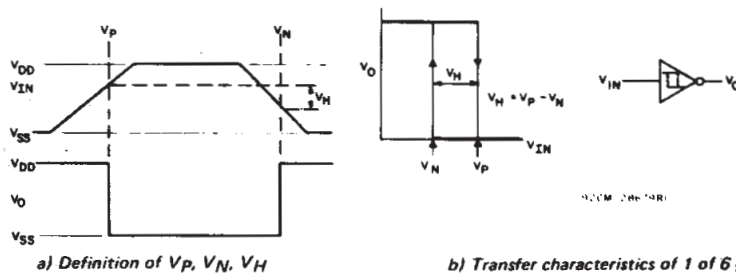 VP
VN
VDD
VIN
VH
VSS
VDD
VO
VSS
a) Definition of VP, VN, VH
VO
VH
VH = VP - VN
VIN
VN
VP
VIN
VO
b) Transfer characteristics of 1 of 6